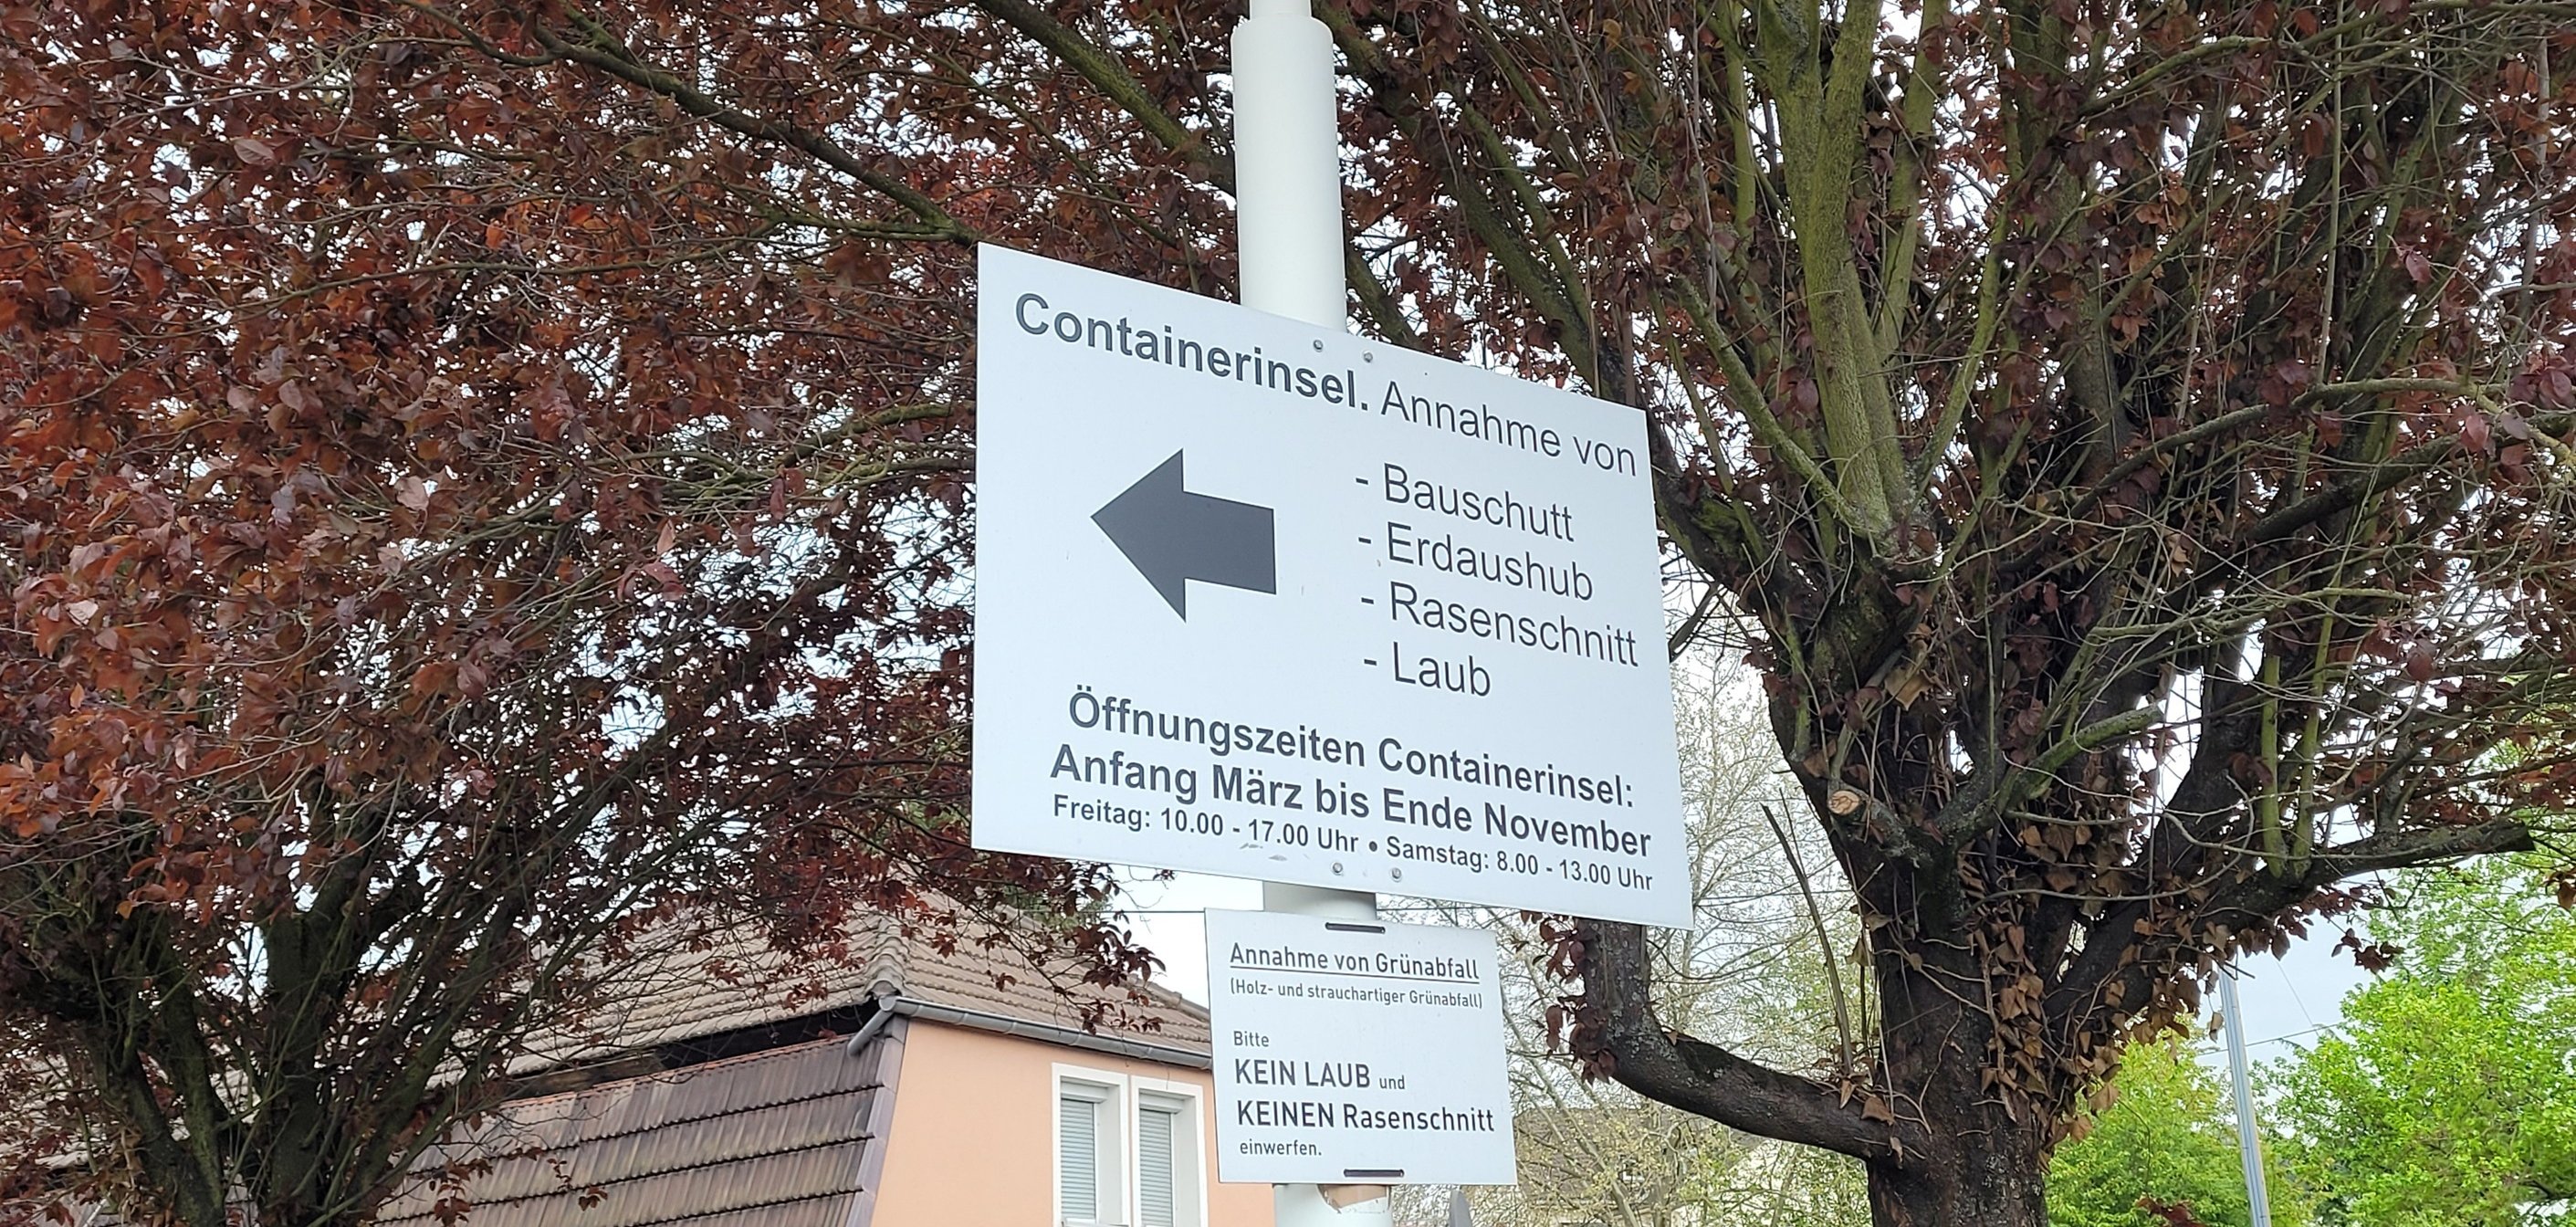 Containerinsel. Annahme von
- Bauschutt
- Erdaushub
- Rasenschnitt
- Laub
Öffnungszeiten Containerinsel:
Anfang März bis Ende November
Freitag: 10.00 - 17.00 Uhr • Samstag: 8.00 - 13.00 Uhr
Annahme von Grünabfall
(Holz- und strauchartiger Grünabfall)
Bitte
KEIN LAUB und
KEINEN Rasenschnitt
einwerfen.